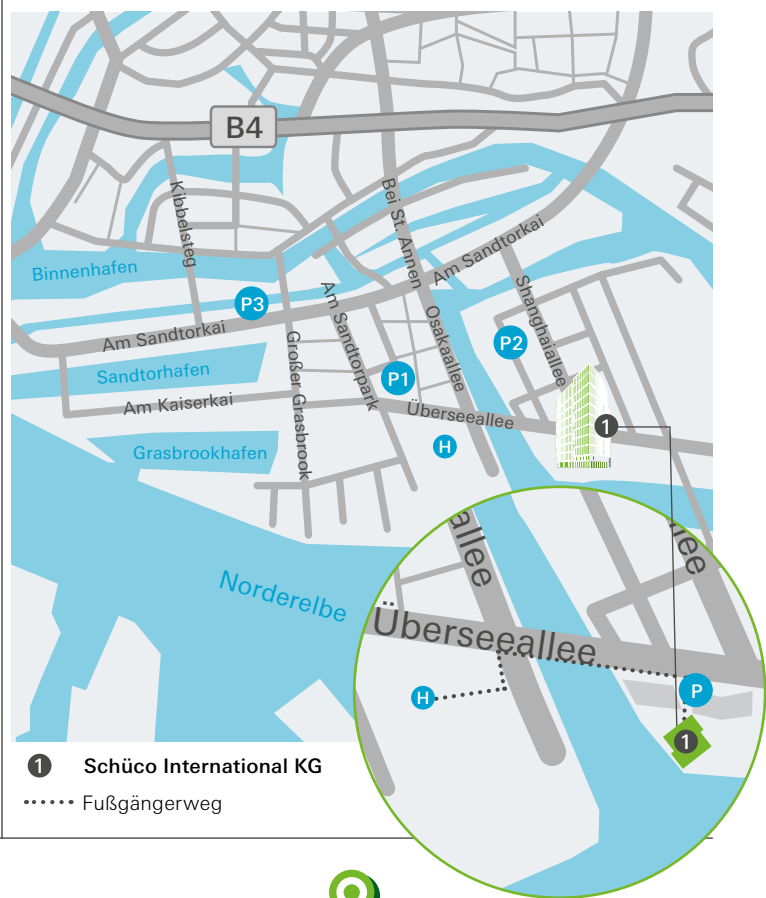 B4
Kibbelsteg
Bei St. Annen
Binnenhafen
Am Sandtorkai
P3
Am Sandtorpark
Osakaallee
Shanghaiallee
P2
Am Sandtorkai
Großer Grasbrook
Sandtorhafen
P1
Am Kaiserkai
Überseeallee
1
H
Grasbrookhafen
allee
lee
Norderelbe
Überseeallee
H
P
1
1 Schüco International KG
Fußgängerweg